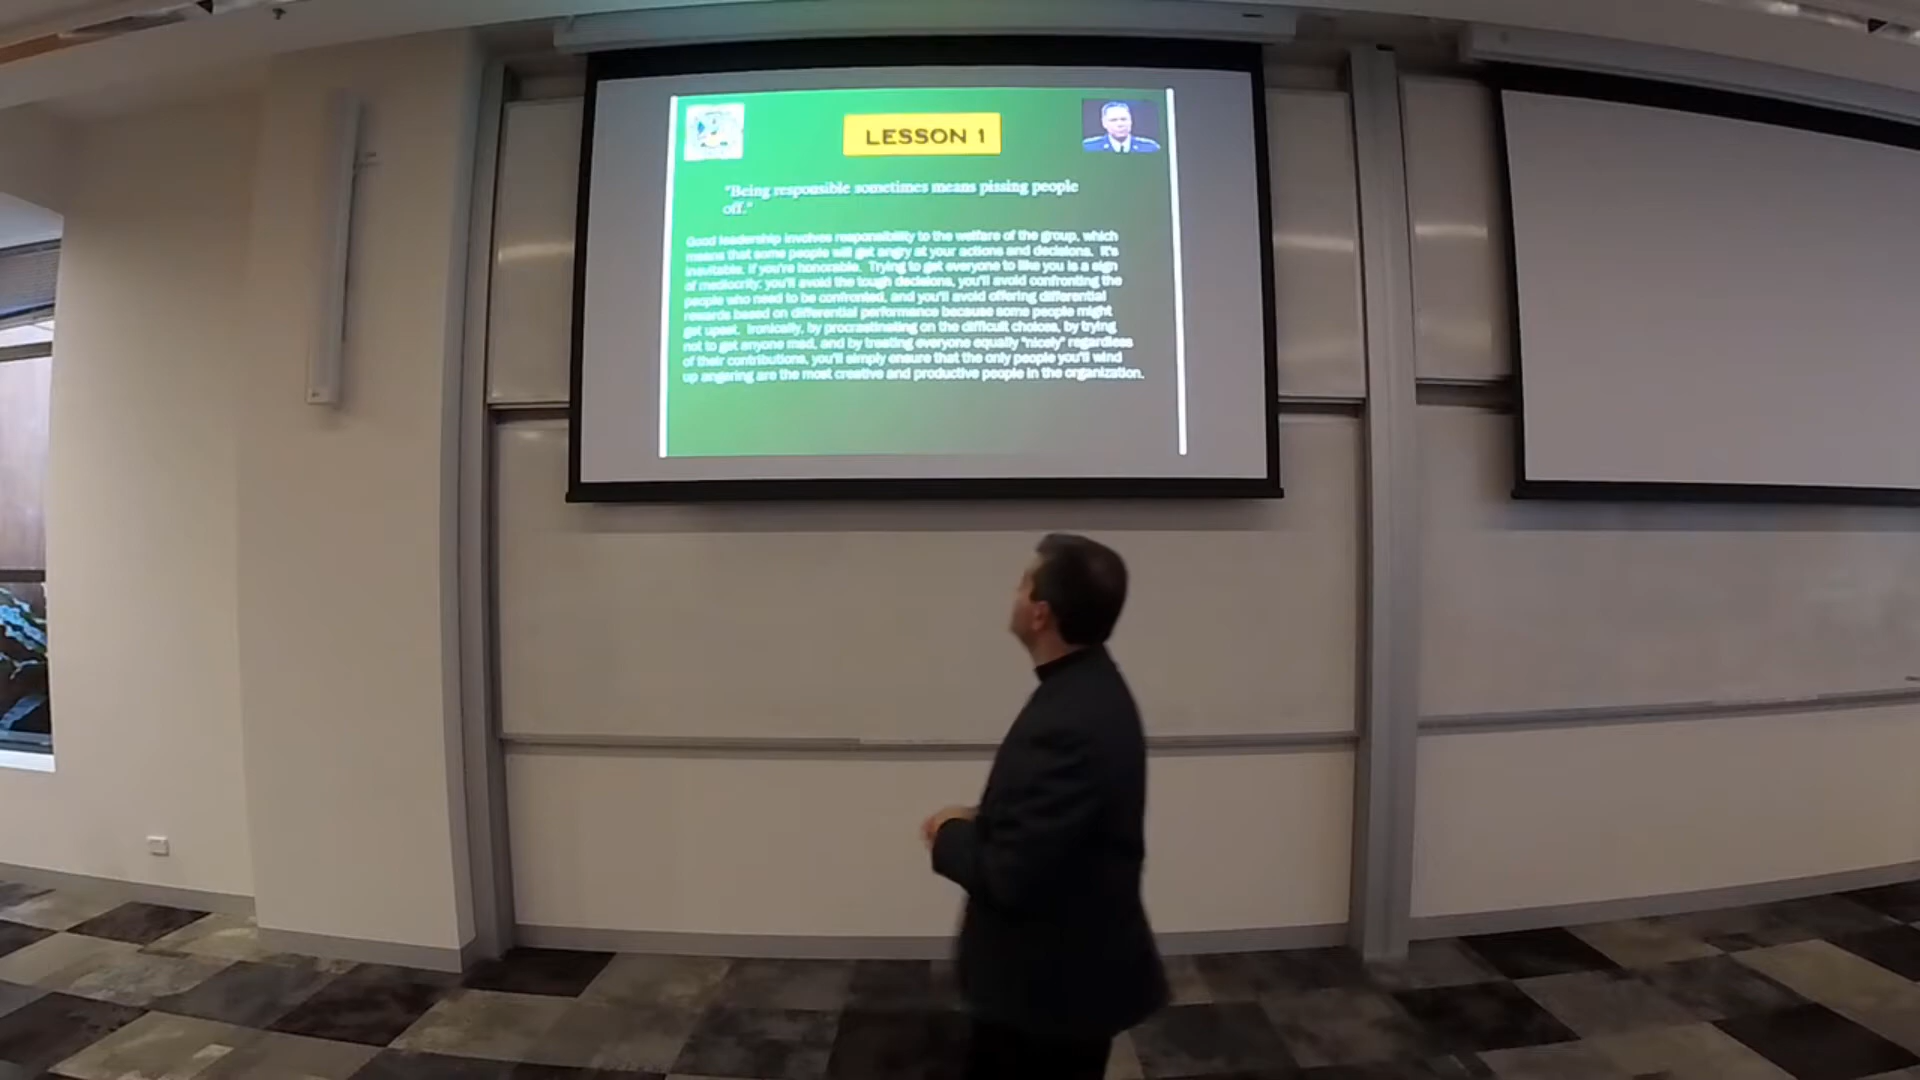 LESSON 1
"Being responsible sometimes means pissing people
off."
Good leadership involves responsibility to the welfare of the group, which
means that some people will get angry at your actions and decisions. It's
inevitable, if you're honorable. Trying to get everyone to like you is a sign
of mediocrity: you'll avoid the tough decisions, you'll avoid confronting the
people who need to be confronted, and you'll avoid offering differential
rewards based on differential performance because some people might
get upset. Ironically, by procrastinating on the difficult choices, by trying
not to get anyone mad, and by treating everyone equally "nicely" regardless
of their contributions, you'll simply ensure that the only people you'll wind
up angering are the most creative and productive people in the organization.